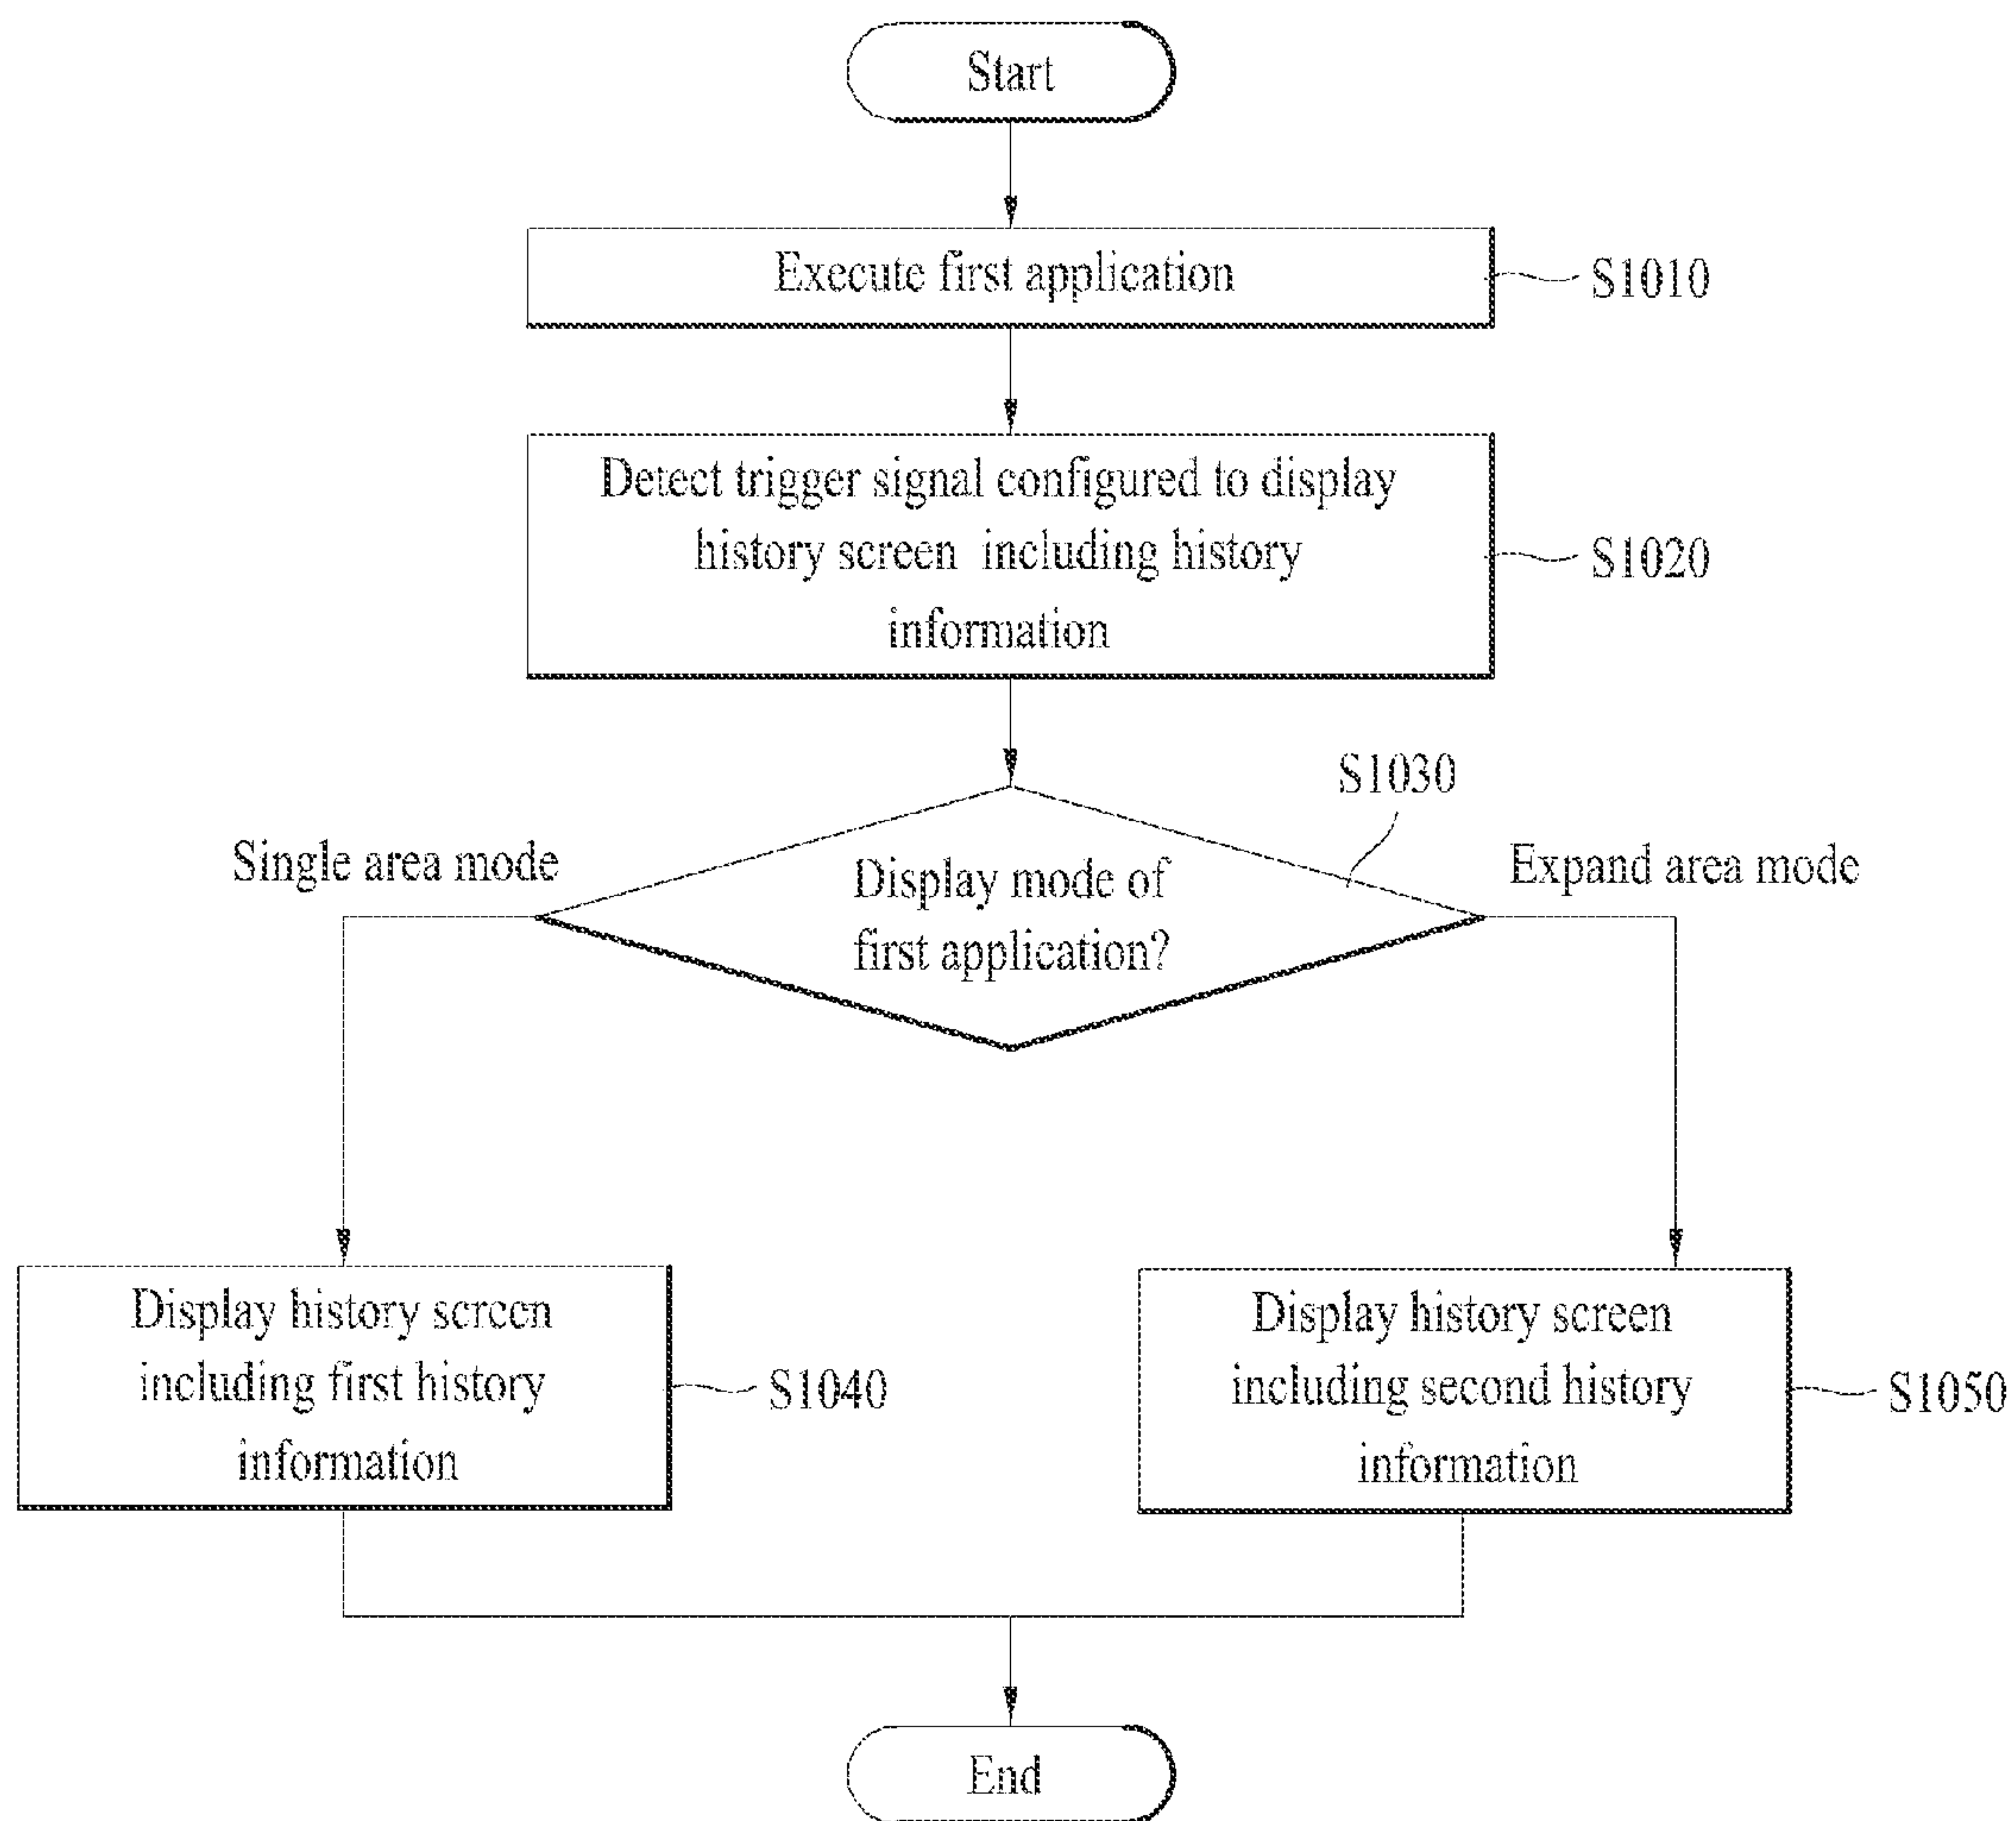 Start
Execute first application
S1010
Detect trigger signal configured to display
history screen including history
information
S1020
S1030
Single area mode
Expand area mode
Display mode of
first application?
Display history screen
including first history
information
S1040
Display history screen
including second history
information
S1050
End